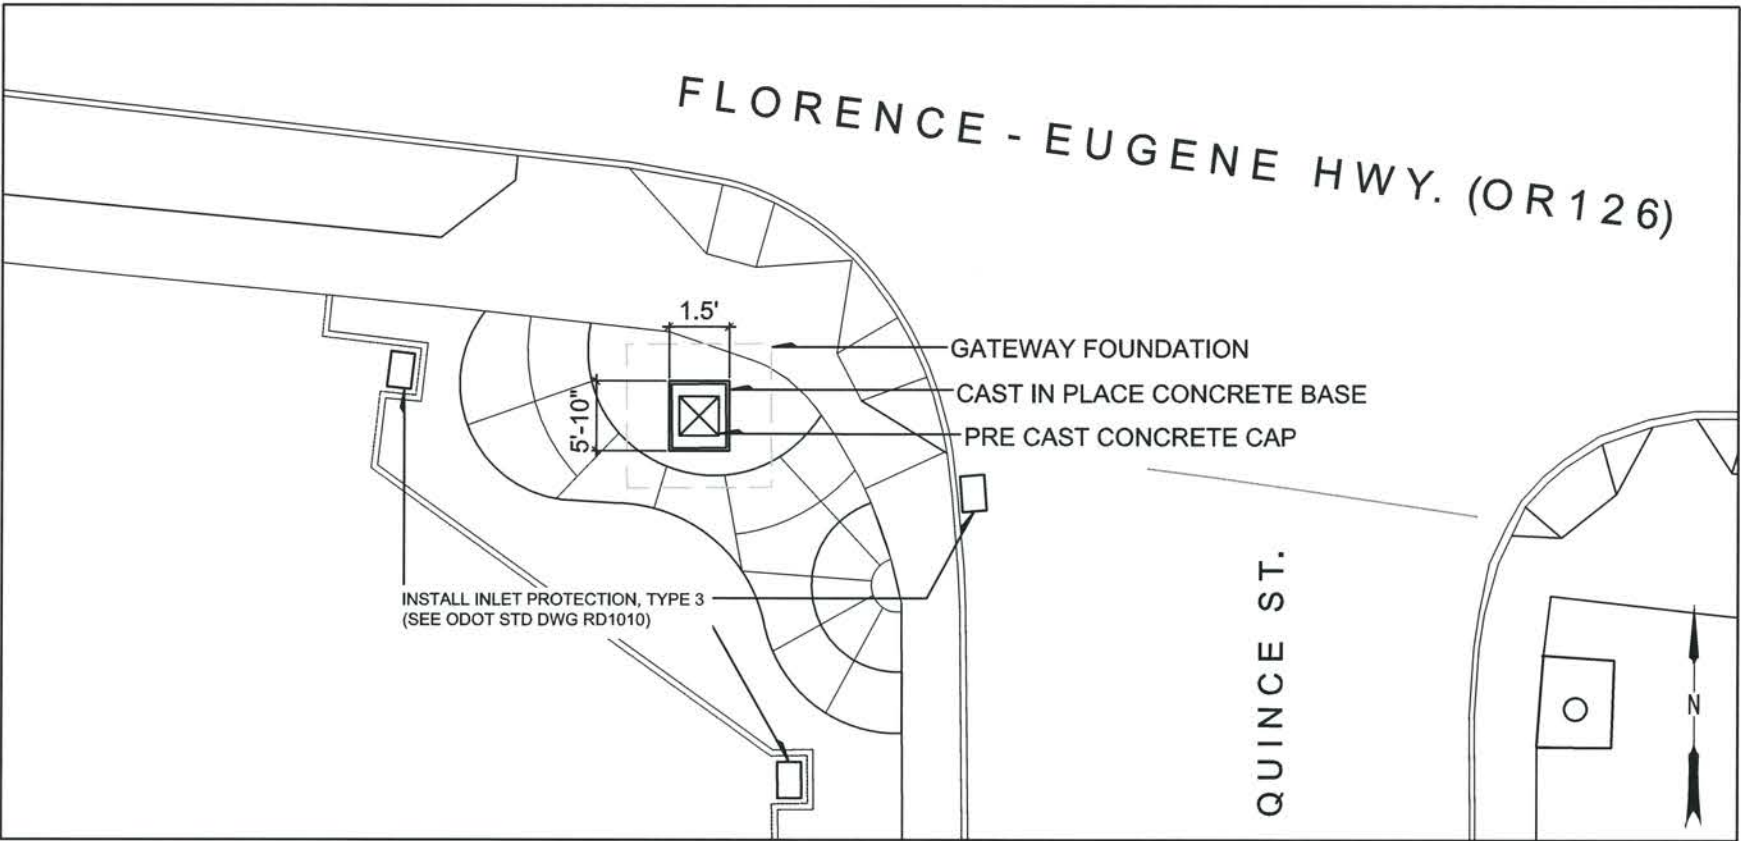 FLORENCE - EUGENE HWY. (OR126)
1.5'
GATEWAY FOUNDATION
CAST IN PLACE CONCRETE BASE
5'-10"
PRE CAST CONCRETE CAP
INSTALL INLET PROTECTION, TYPE 3
(SEE ODOT STD DWG RD1010)
QUINCE ST.
N